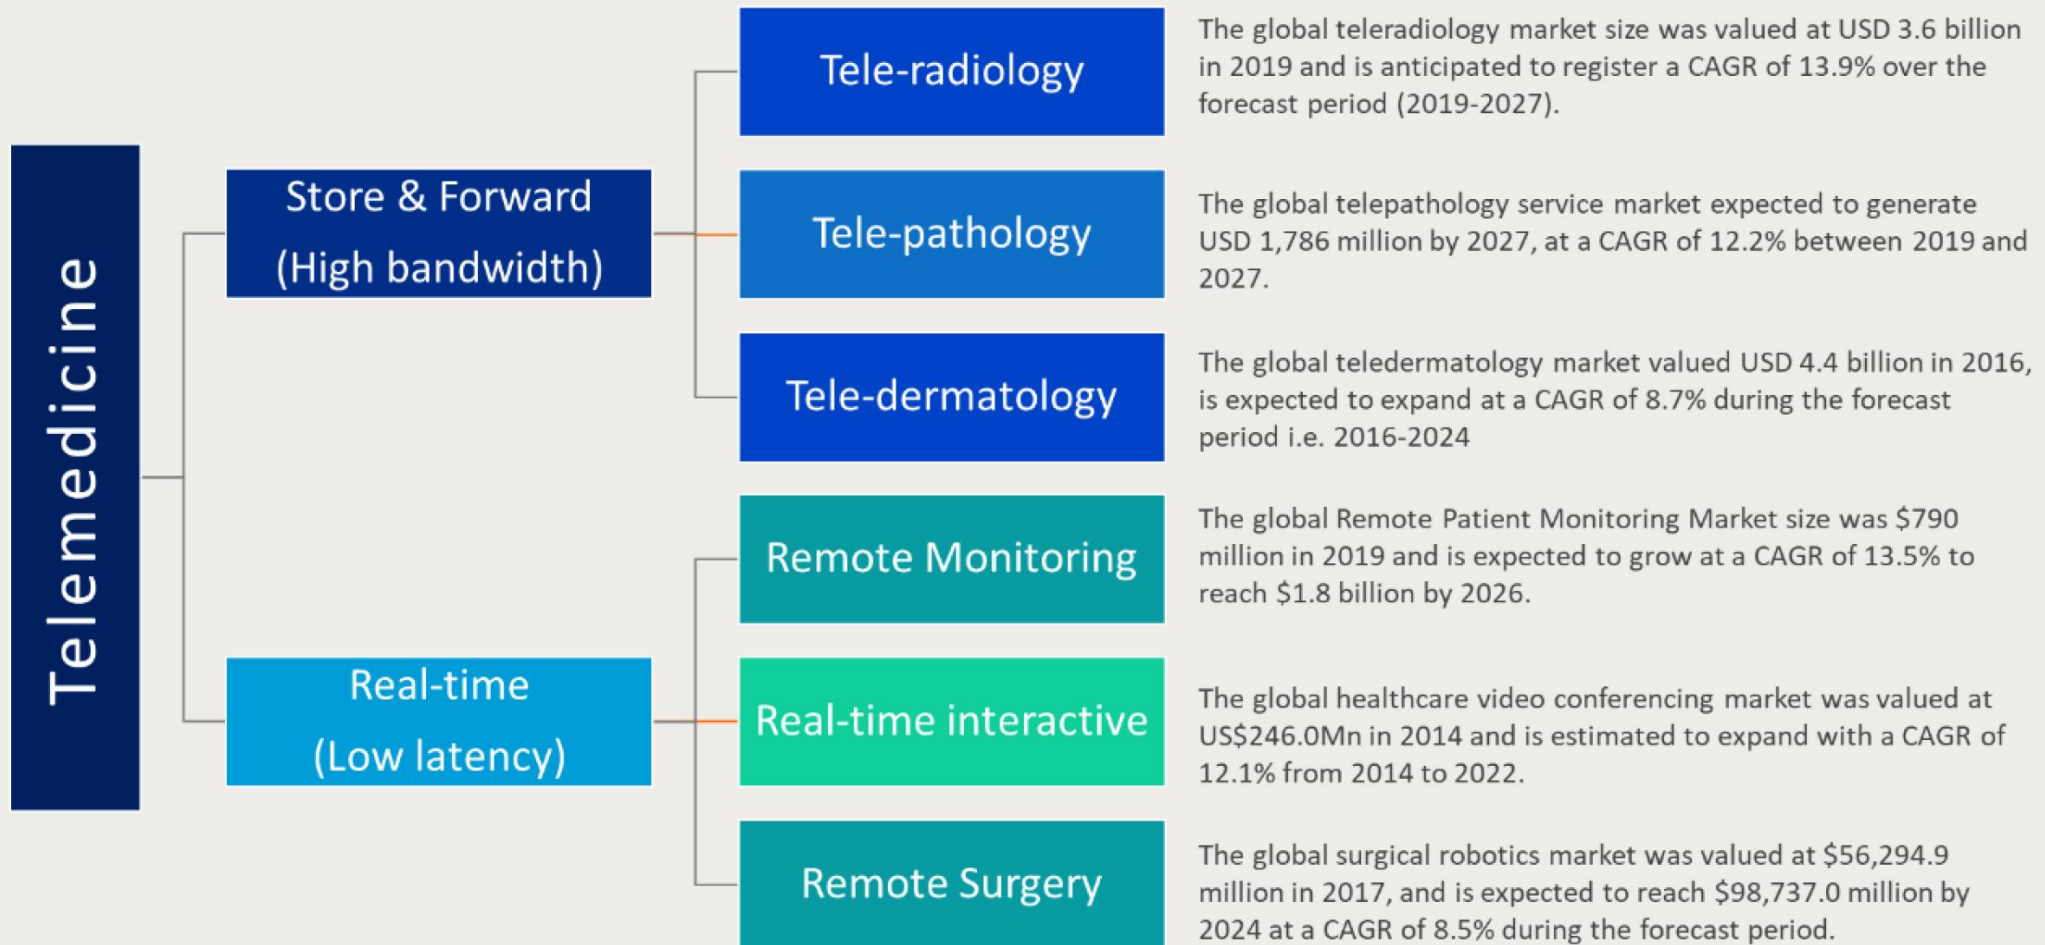 Telemedicine
Store & Forward
(High bandwidth)
Tele-radiology
The global teleradiology market size was valued at USD 3.6 billion
in 2019 and is anticipated to register a CAGR of 13.9% over the
forecast period (2019-2027).
Tele-pathology
The global telepathology service market expected to generate
USD 1,786 million by 2027, at a CAGR of 12.2% between 2019 and
2027.
Tele-dermatology
The global teledermatology market valued USD 4.4 billion in 2016,
is expected to expand at a CAGR of 8.7% during the forecast
period i.e. 2016-2024
Real-time
(Low latency)
Remote Monitoring
The global Remote Patient Monitoring Market size was $790
million in 2019 and is expected to grow at a CAGR of 13.5% to
reach $1.8 billion by 2026.
Real-time interactive
The global healthcare video conferencing market was valued at
US$246.0Mn in 2014 and is estimated to expand with a CAGR of
12.1% from 2014 to 2022.
Remote Surgery
The global surgical robotics market was valued at $56,294.9
million in 2017, and is expected to reach $98,737.0 million by
2024 at a CAGR of 8.5% during the forecast period.